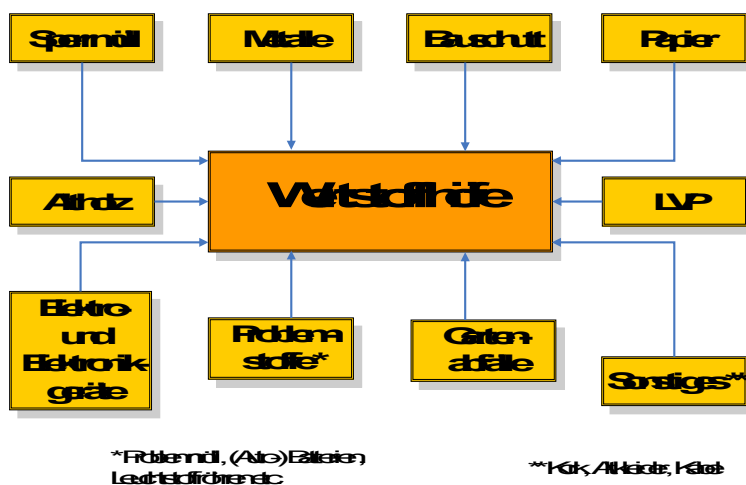 Sperrmüll
Metalle
Bauschutt
Papier
Altholz
Wertstoffhöfe
LVP
Elektro-
und
Elektronik-
geräte
Problem-
stoffe*
Garten-
abfälle
Sonstiges**
*Problemmüll, (Auto-) Batterien,
Leuchtstoffröhren etc
**Kork, Altkleider, Kabel